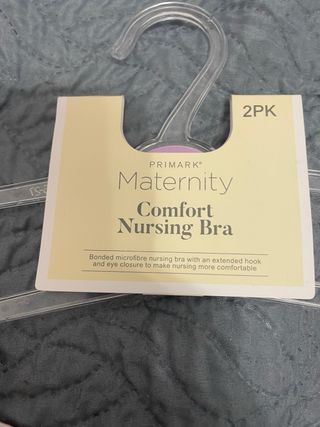 2PK
PRIMARK®
Maternity
Comfort
Nursing Bra
Bonded microfibre nursing bra with an extended hook
and eye closure to make nursing more comfortable